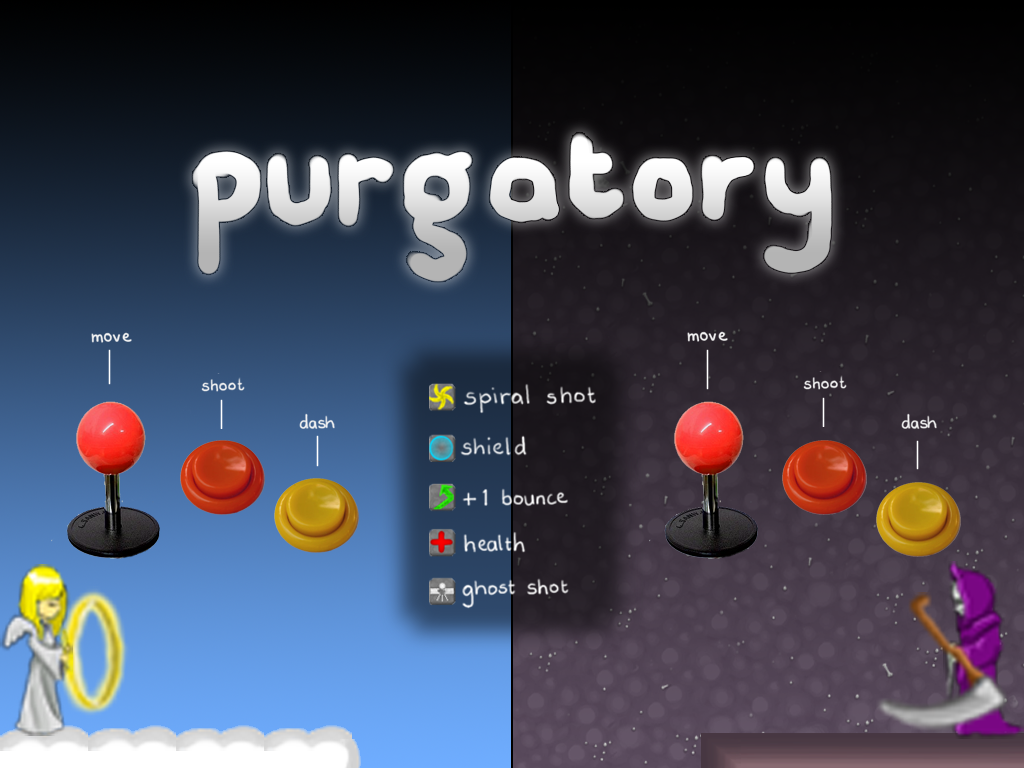 purgatory
move
shoot
dash
spiral shot
shield
+1 bounce
health
ghost shot
move
shoot
dash